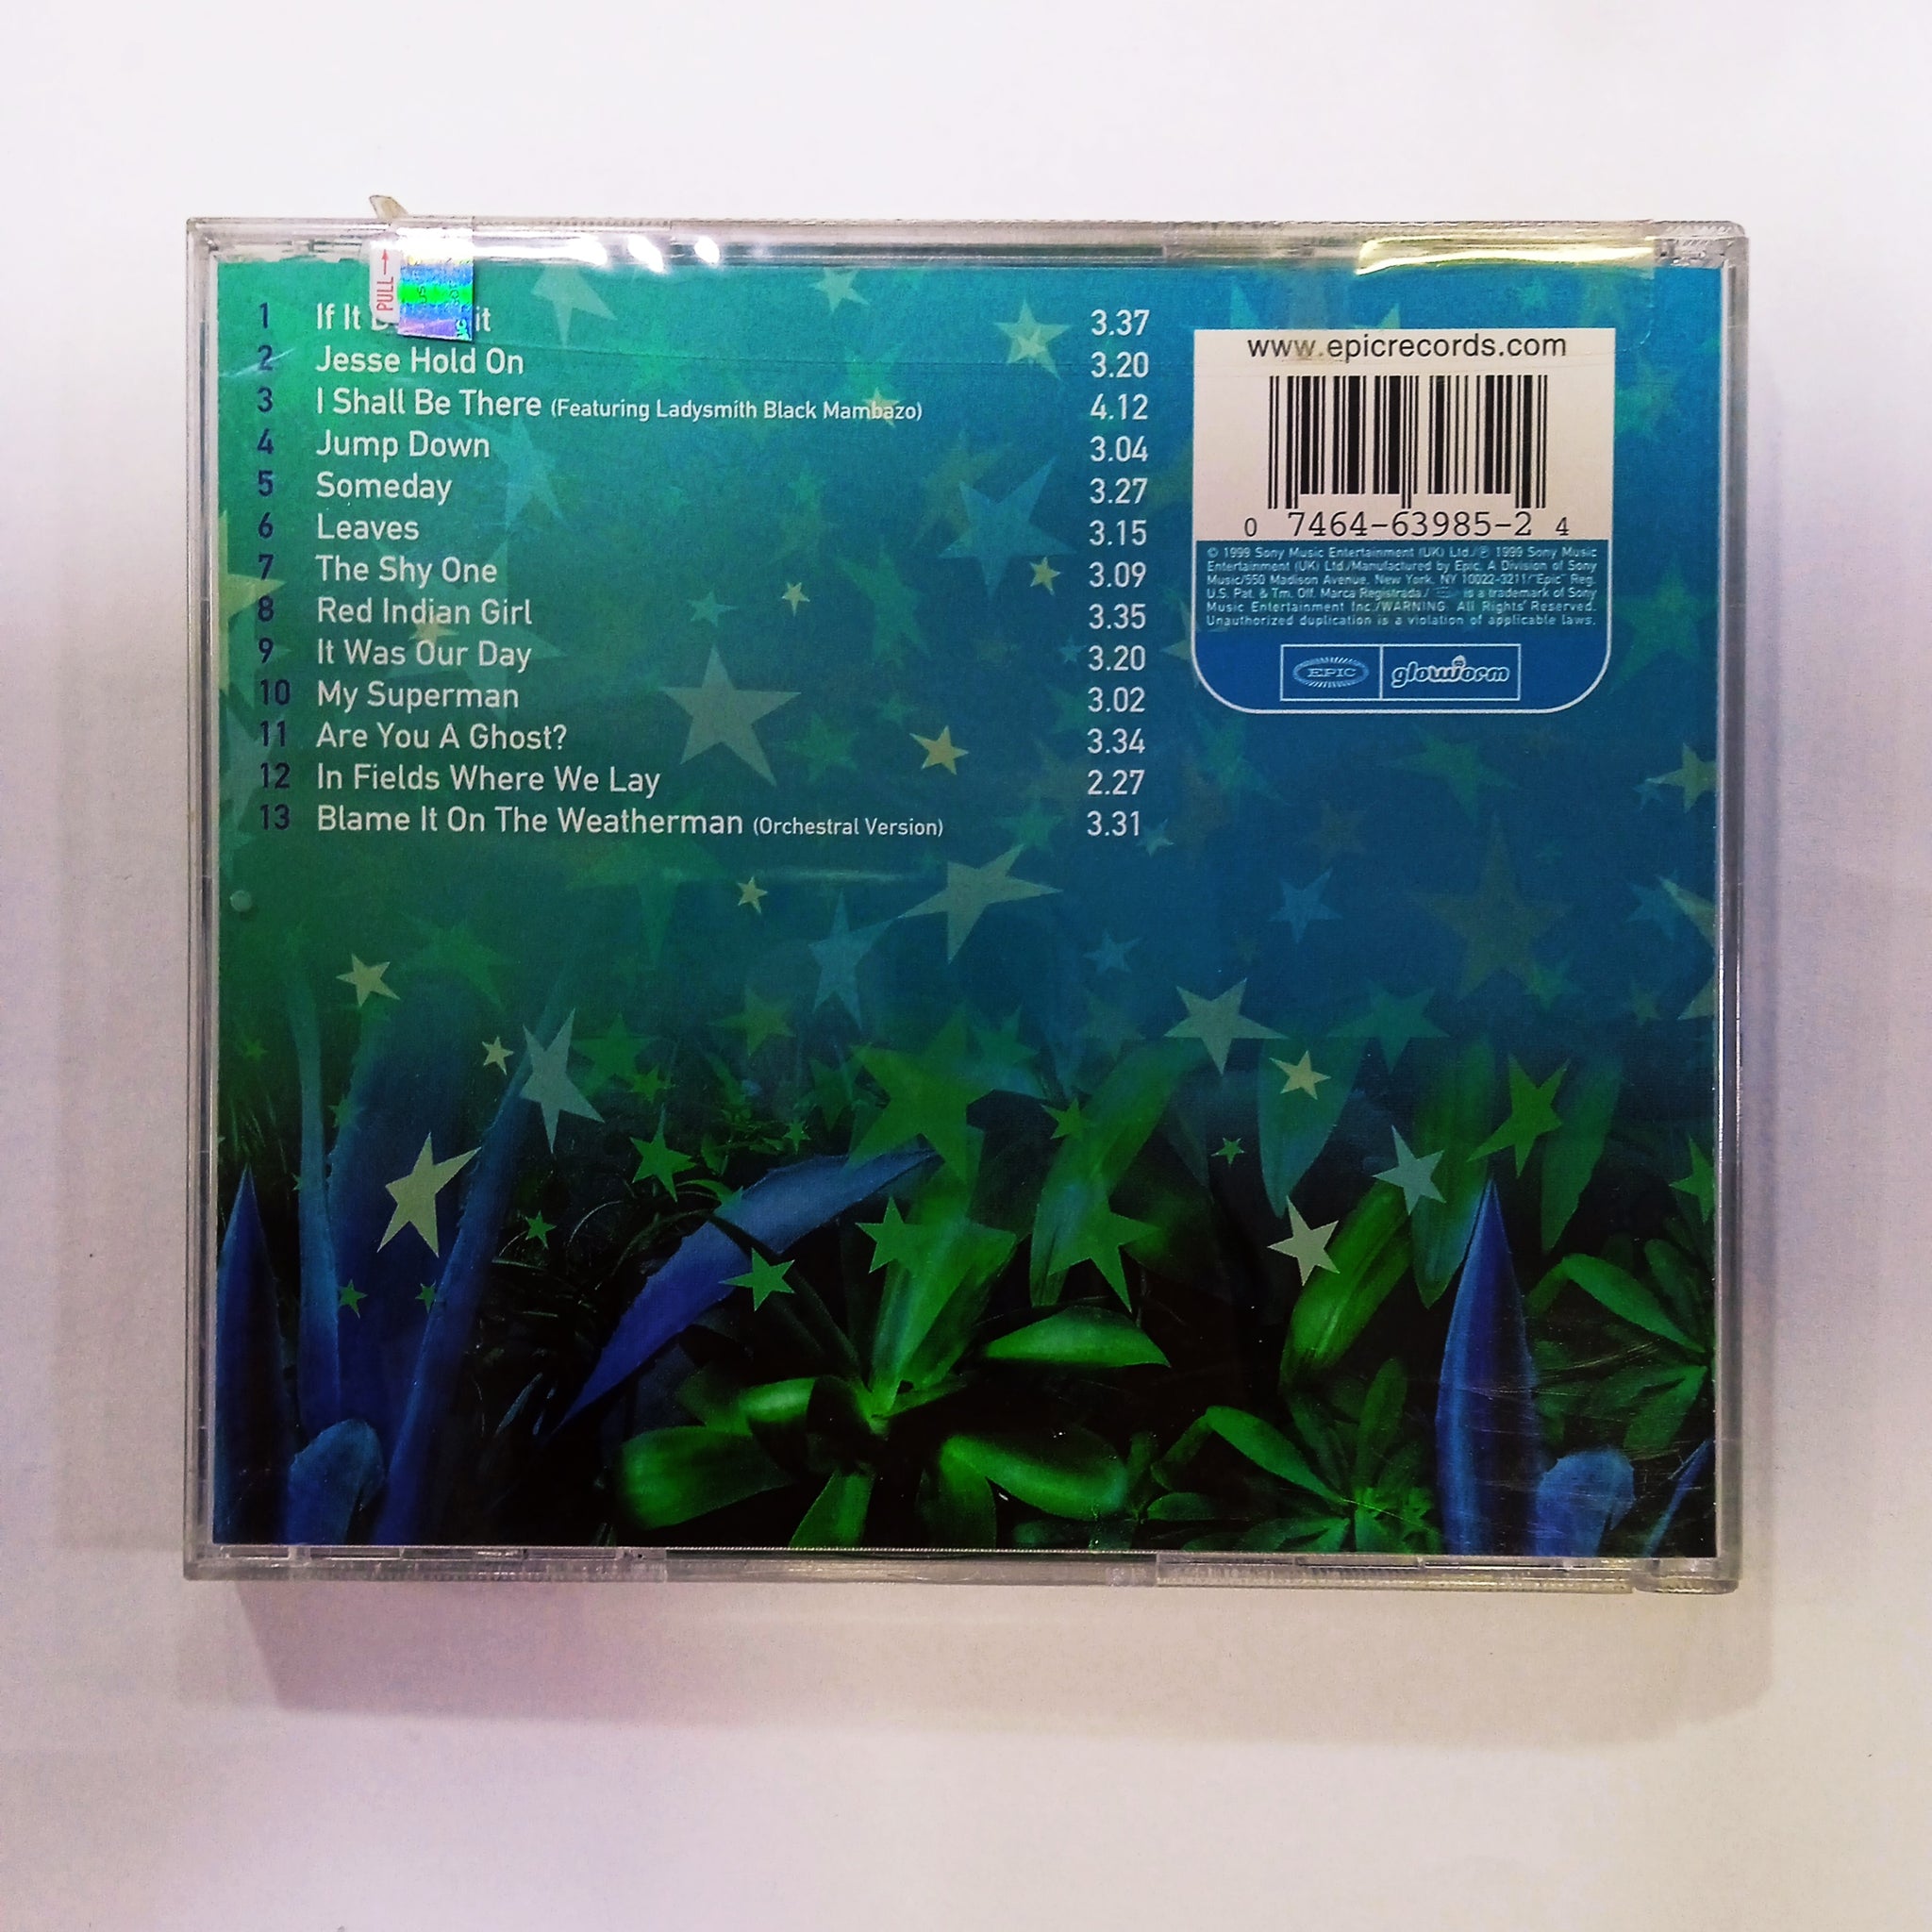 PULL
1 If It it 3.37
2 Jesse Hold On 3.20
3 I Shall Be There (Featuring Ladysmith Black Mambazo) 4.12
4 Jump Down 3.04
5 Someday 3.27
6 Leaves 3.15
7 The Shy One 3.09
8 Red Indian Girl 3.35
9 It Was Our Day 3.20
10 My Superman 3.02
11 Are You A Ghost? 3.34
12 In Fields Where We Lay 2.27
13 Blame It On The Weatherman (Orchestral Version) 3.31
www.epicrecords.com
0 7464-63985-2 4
© 1999 Sony Music Entertainment (UK) Ltd./℗ 1999 Sony Music
Entertainment (UK) Ltd./Manufactured by Epic, A Division of Sony
Music/550 Madison Avenue, New York, NY 10022-3211/"Epic" Reg.
U.S. Pat. & Tm. Off. Marca Registrada./ is a trademark of Sony
Music Entertainment Inc./WARNING: All Rights Reserved.
Unauthorized duplication is a violation of applicable laws.
EPIC
glowworm